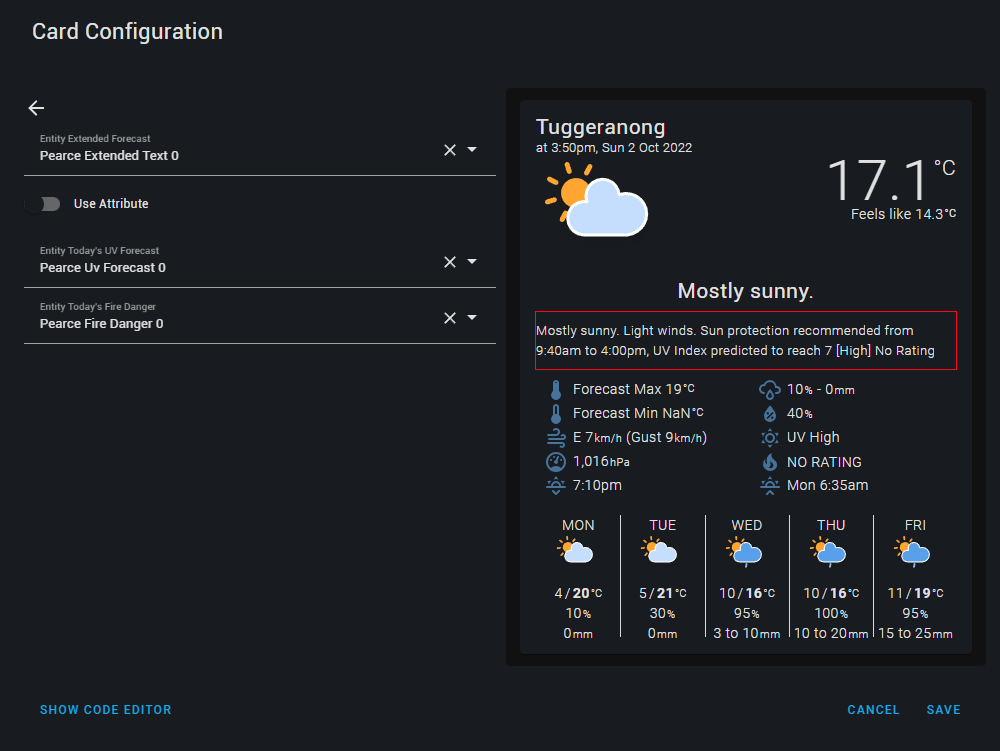 Card Configuration
Entity Extended Forecast
Pearce Extended Text 0
Use Attribute
Entity Today's UV Forecast
Pearce Uv Forecast 0
Entity Today's Fire Danger
Pearce Fire Danger 0
Tuggeranong
at 3:50pm, Sun 2 Oct 2022
17.1°C
Feels like 14.3°C
Mostly sunny.
Mostly sunny. Light winds. Sun protection recommended from
9:40am to 4:00pm, UV Index predicted to reach 7 [High] No Rating
Forecast Max 19°C
10% - 0mm
Forecast Min NaN°C
40%
E 7km/h (Gust 9km/h)
UV High
1,016hPa
NO RATING
7:10pm
Mon 6:35am
MON TUE WED THU FRI
4/20°C 5/21°C 10/16°C 10/16°C 11/19°C
10% 30% 95% 100% 95%
0mm 0mm 3 to 10mm 10 to 20mm 15 to 25mm
SHOW CODE EDITOR
CANCEL SAVE